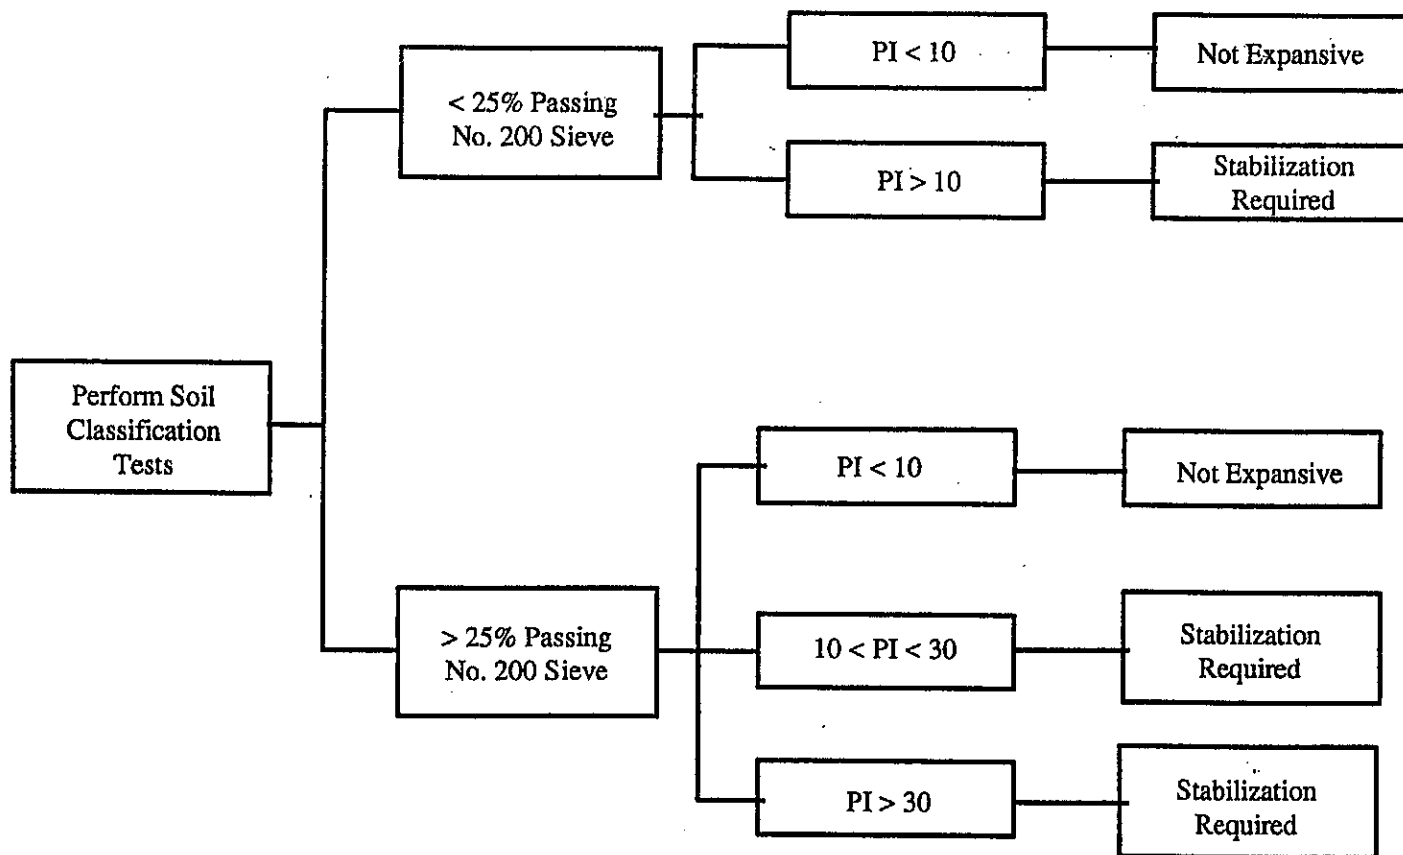 Perform Soil
Classification
Tests
< 25% Passing
No. 200 Sieve
PI < 10
Not Expansive
PI > 10
Stabilization
Required
> 25% Passing
No. 200 Sieve
PI < 10
Not Expansive
10 < PI < 30
Stabilization
Required
PI > 30
Stabilization
Required